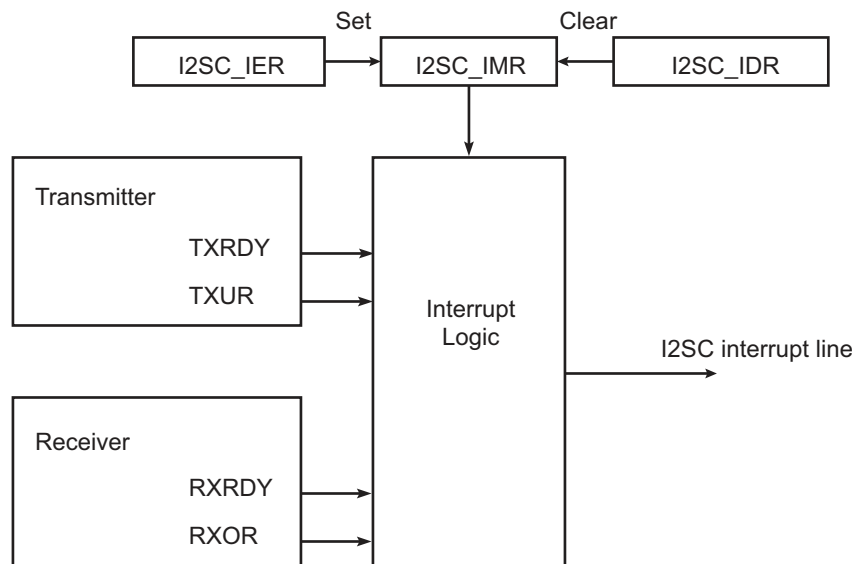 Set
Clear
I2SC_IER
I2SC_IMR
I2SC_IDR
Transmitter
TXRDY
TXUR
Interrupt
Logic
I2SC interrupt line
Receiver
RXRDY
RXOR